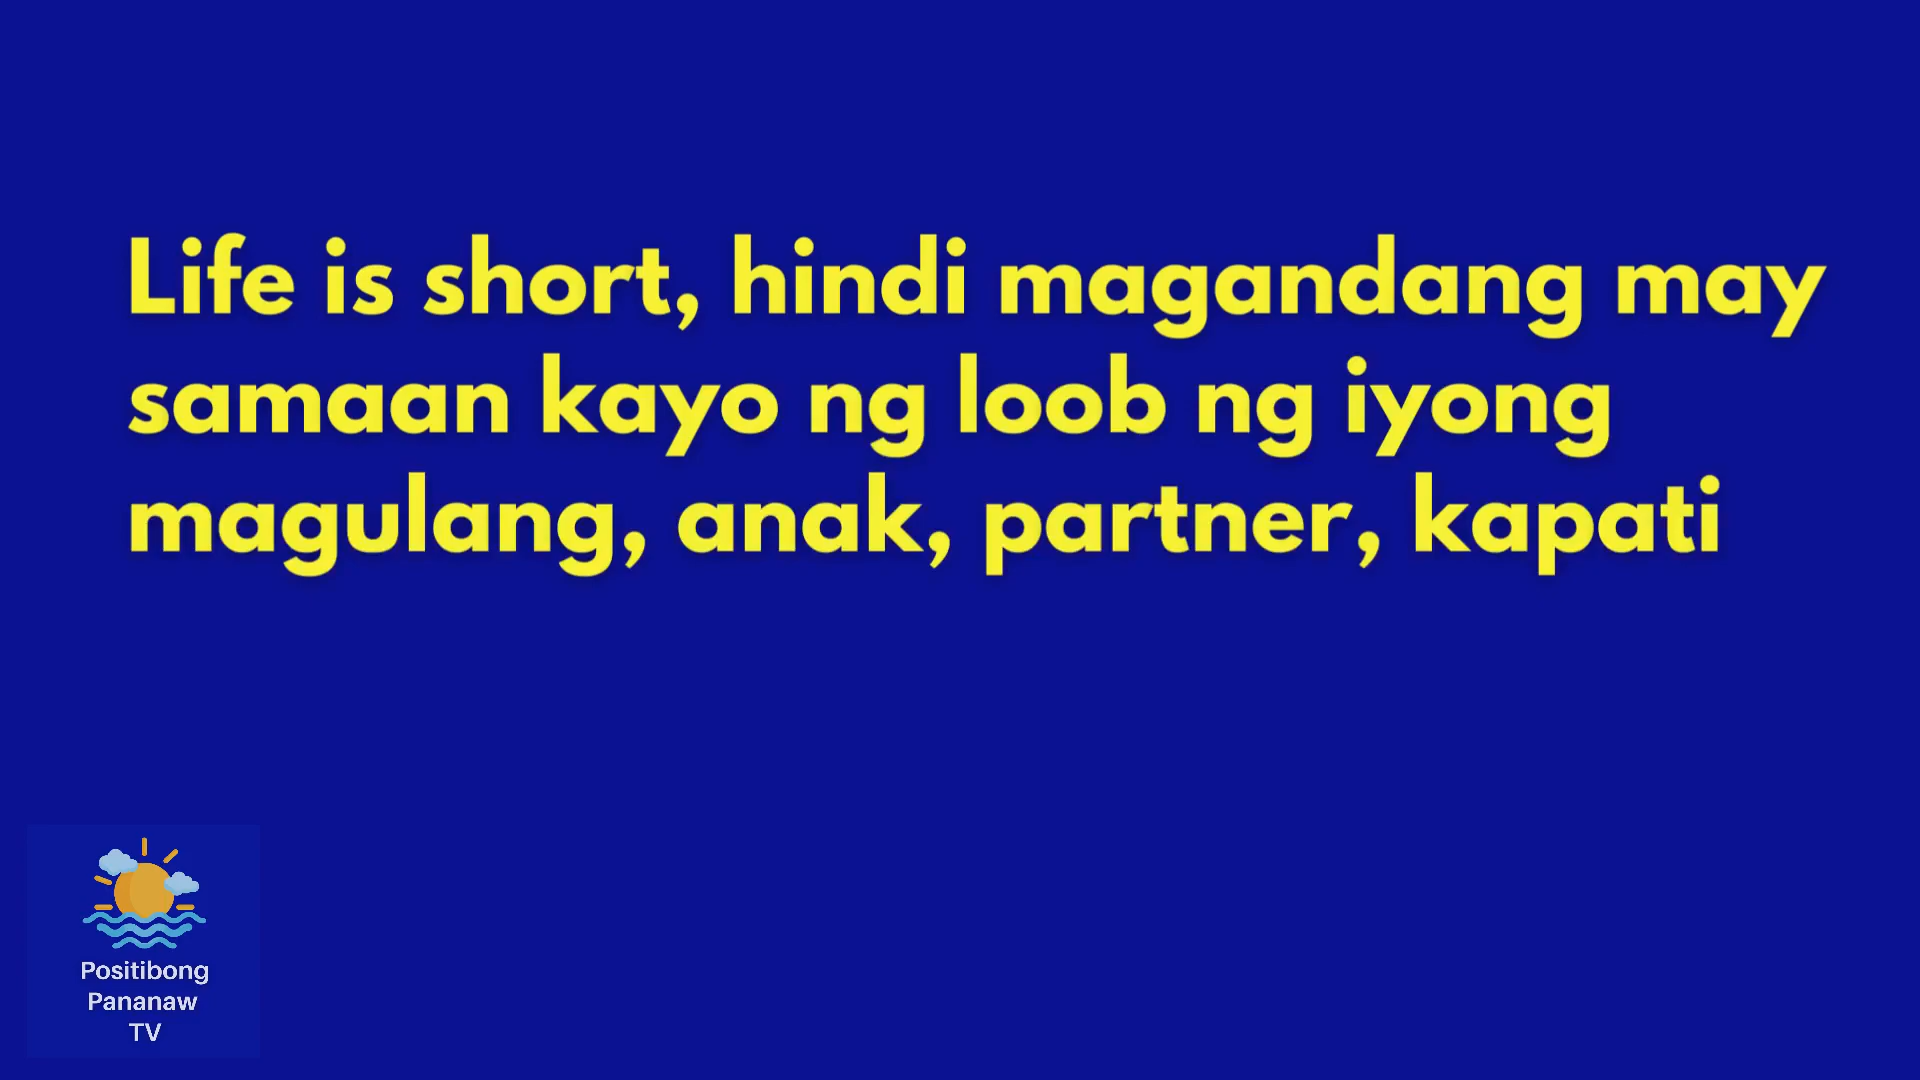 Life is short, hindi magandang may
samaan kayo ng loob ng iyong
magulang, anak, partner, kapati
Positibong
Pananaw
TV